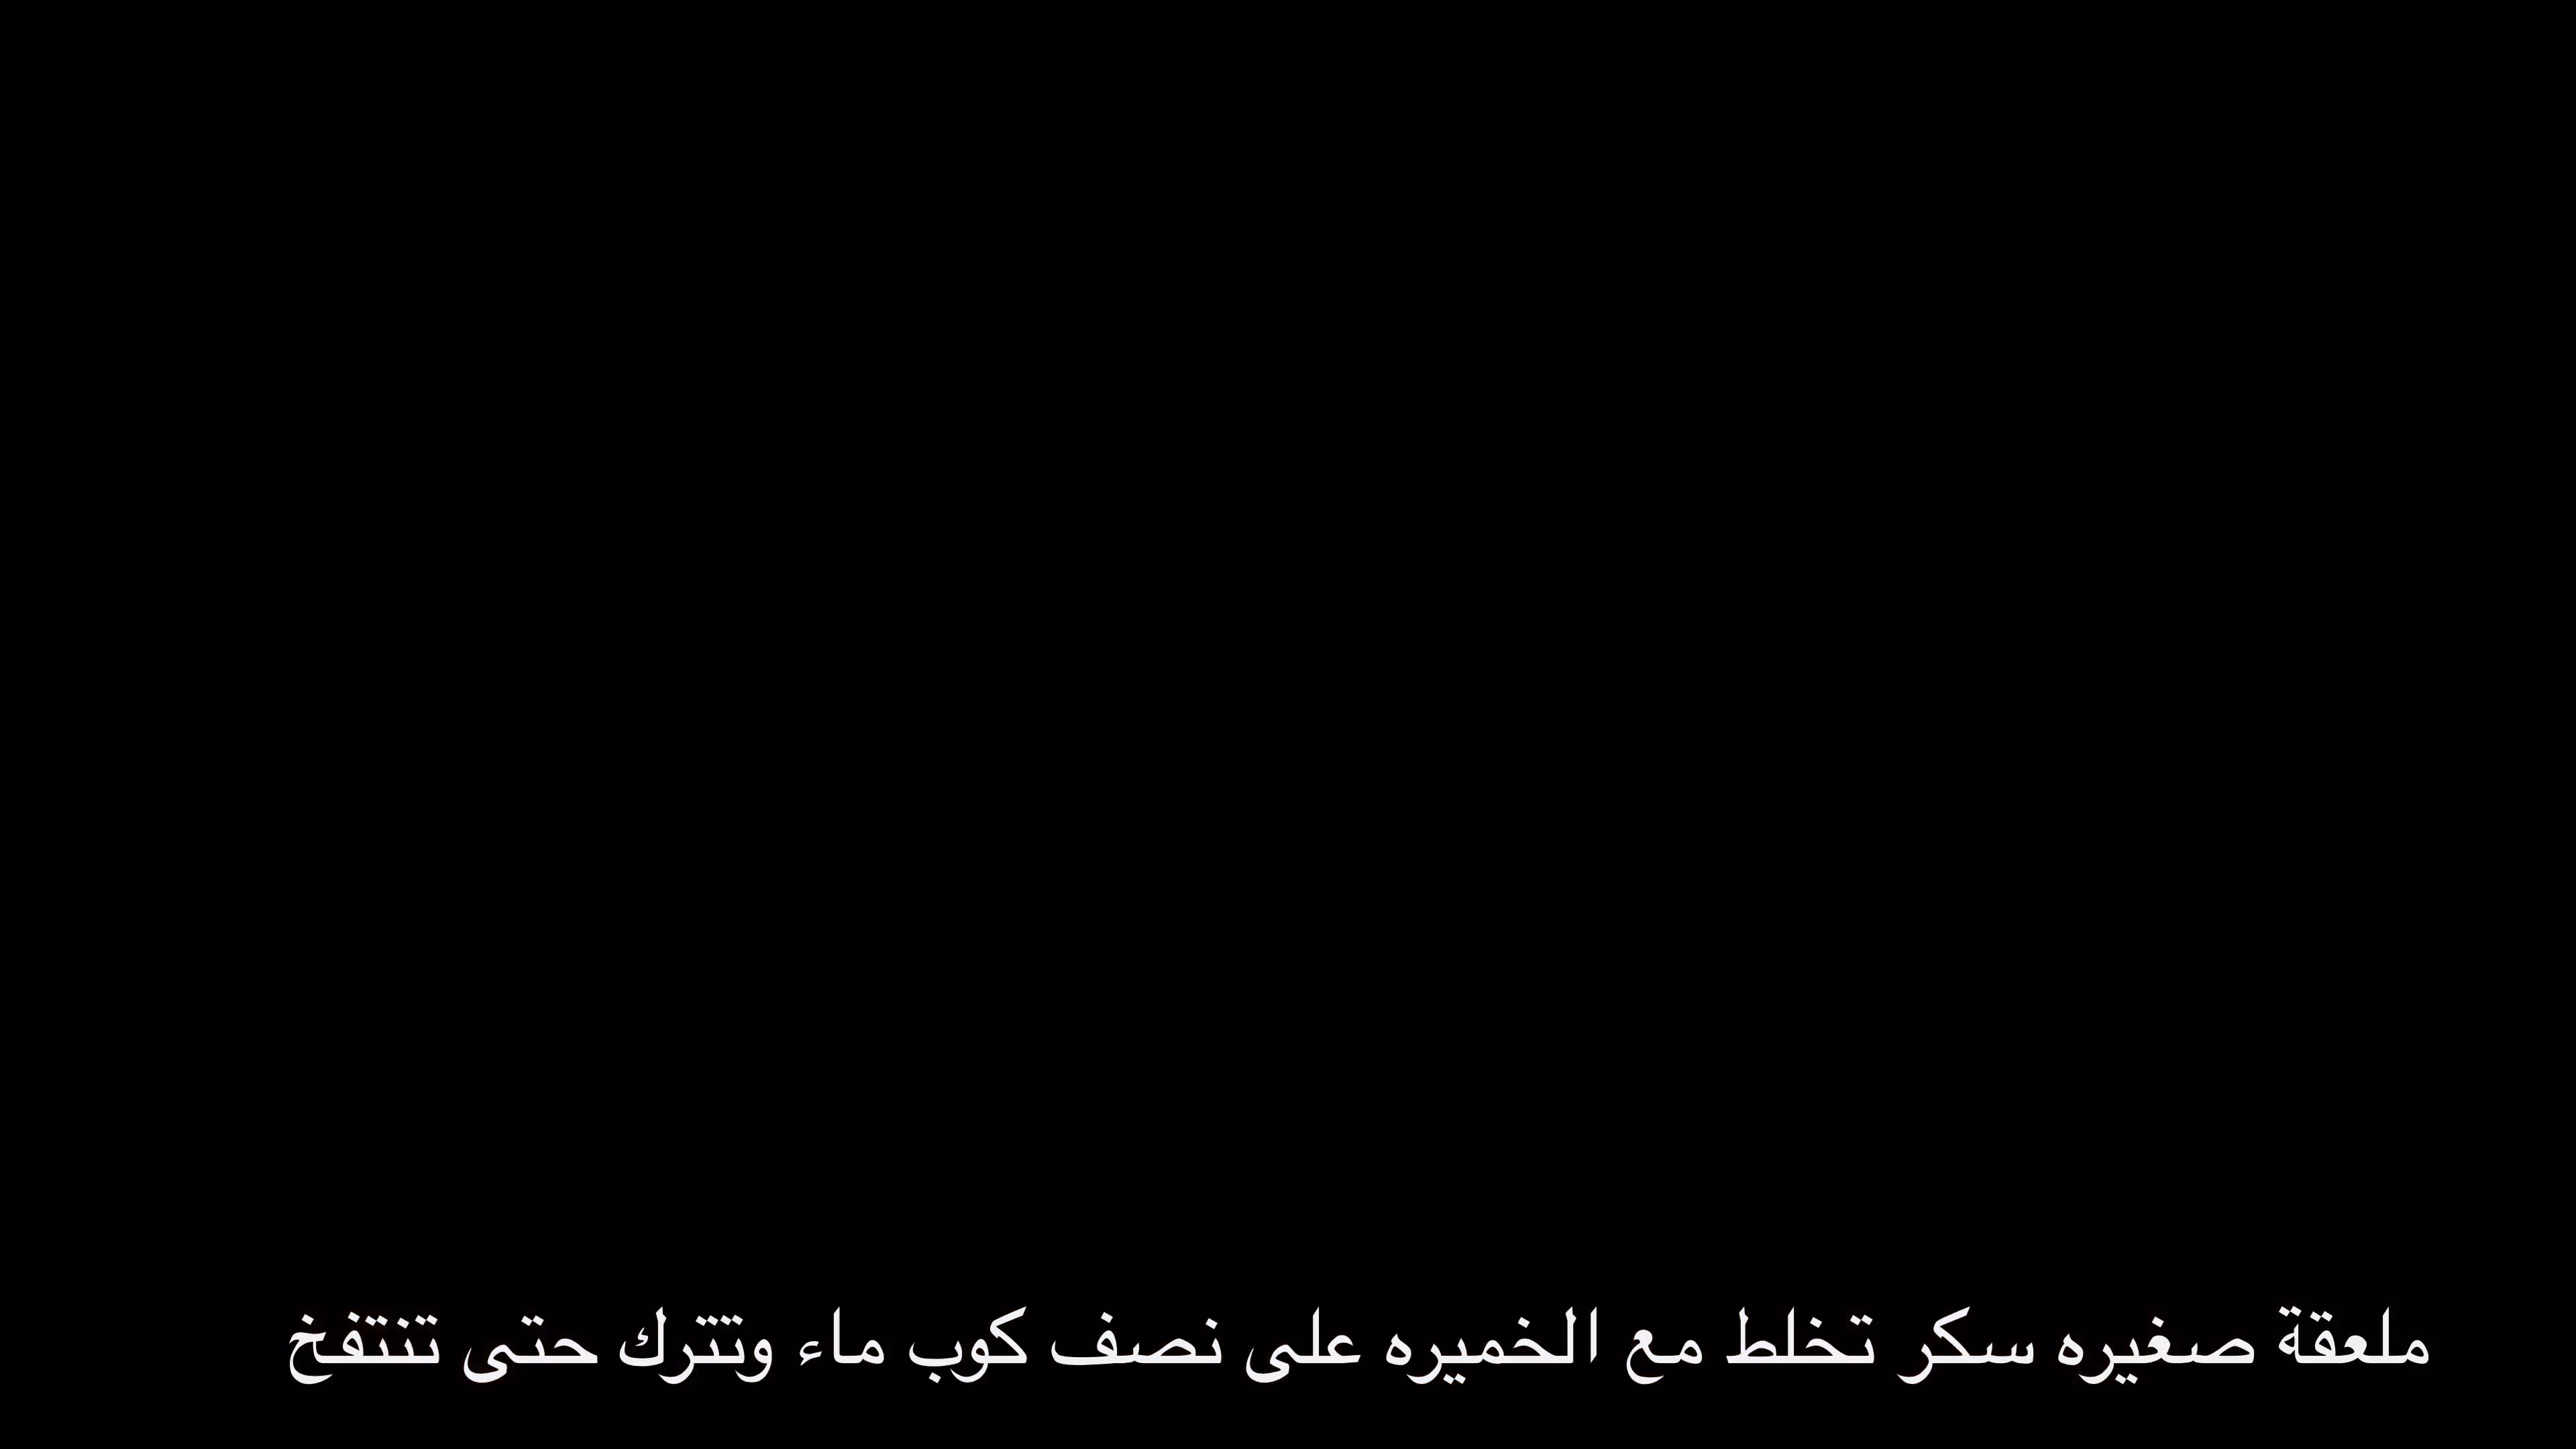 ملعقة صغيره سكر تخلط مع الخميره على نصف كوب ماء وتترك حتى تنتفخ